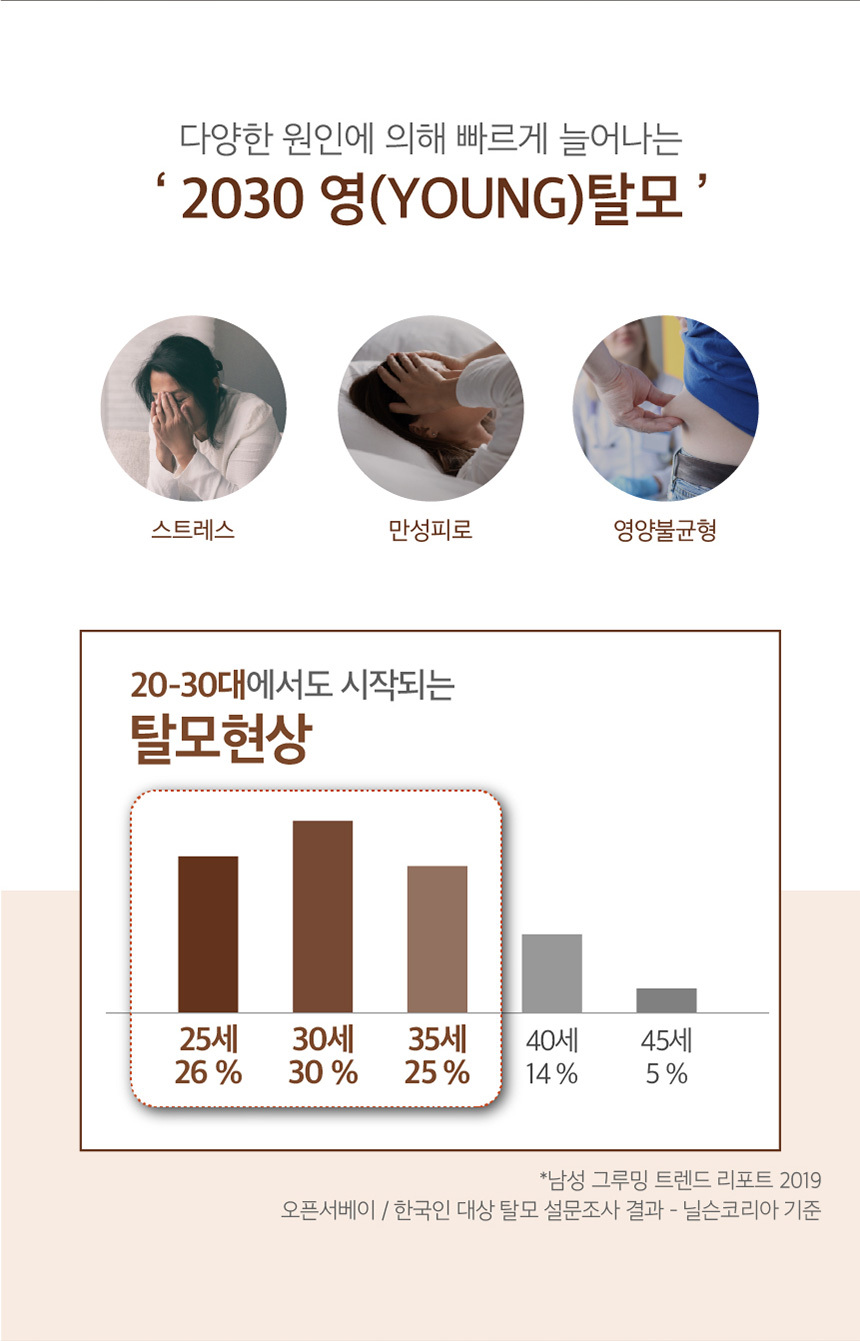 다양한 원인에 의해 빠르게 늘어나는
‘ 2030 영(YOUNG)탈모 ’
스트레스
만성피로
영양불균형
20-30대에서도 시작되는
탈모현상
25세
26 %
30세
30 %
35세
25 %
40세
14 %
45세
5 %
*남성 그루밍 트렌드 리포트 2019
오픈서베이 / 한국인 대상 탈모 설문조사 결과 - 닐슨코리아 기준